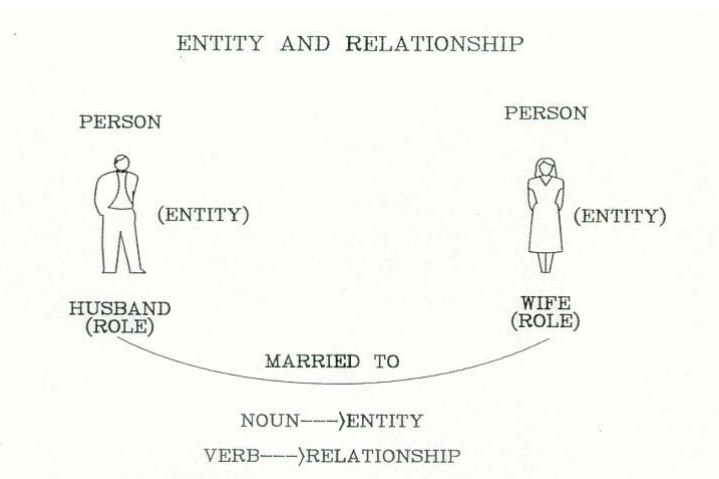 ENTITY AND RELATIONSHIP
PERSON
PERSON
(ENTITY)
(ENTITY)
HUSBAND
(ROLE)
WIFE
(ROLE)
MARRIED TO
NOUN---〉ENTITY
VERB---〉RELATIONSHIP